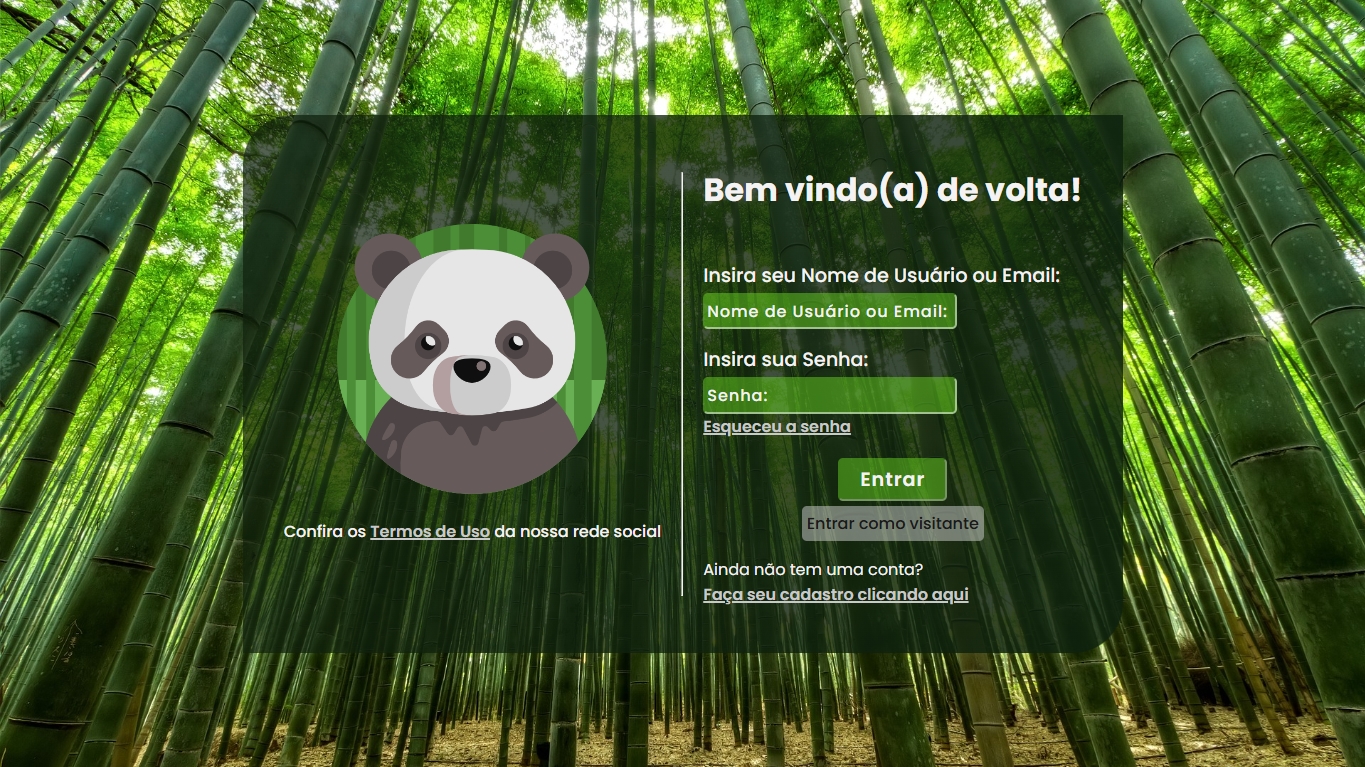 Bem vindo(a) de volta!
Insira seu Nome de Usuário ou Email:
Nome de Usuário ou Email:
Insira sua Senha:
Senha:
Esqueceu a senha
Entrar
Entrar como visitante
Confira os Termos de Uso da nossa rede social
Ainda não tem uma conta?
Faça seu cadastro clicando aqui